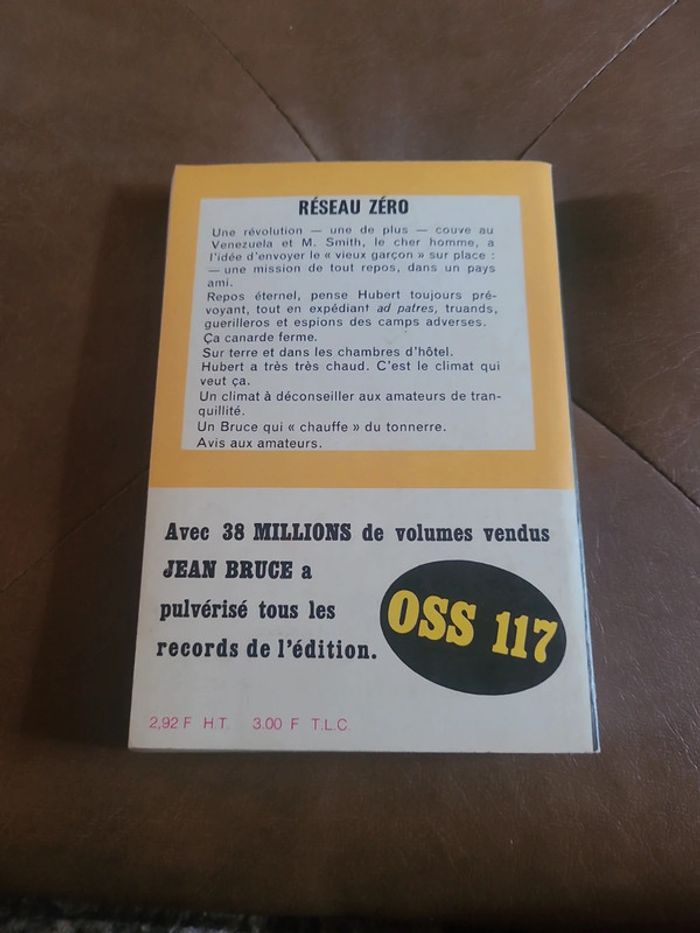 RÉSEAU ZÉRO
Une révolution — une de plus — couve au
Venezuela et M. Smith, le cher homme, a
l'idée d'envoyer le « vieux garçon » sur place :
— une mission de tout repos, dans un pays
ami.
Repos éternel, pense Hubert toujours pré-
voyant, tout en expédiant ad patres, truands,
guerilleros et espions des camps adverses.
Ça canarde ferme.
Sur terre et dans les chambres d'hôtel.
Hubert a très très chaud. C'est le climat qui
veut ça.
Un climat à déconseiller aux amateurs de tran-
quillité.
Un Bruce qui « chauffe » du tonnerre.
Avis aux amateurs.
Avec 38 MILLIONS de volumes vendus
JEAN BRUCE a
pulvérisé tous les
records de l'édition.
OSS 117
2,92 F H.T. 3.00 F T.L.C.